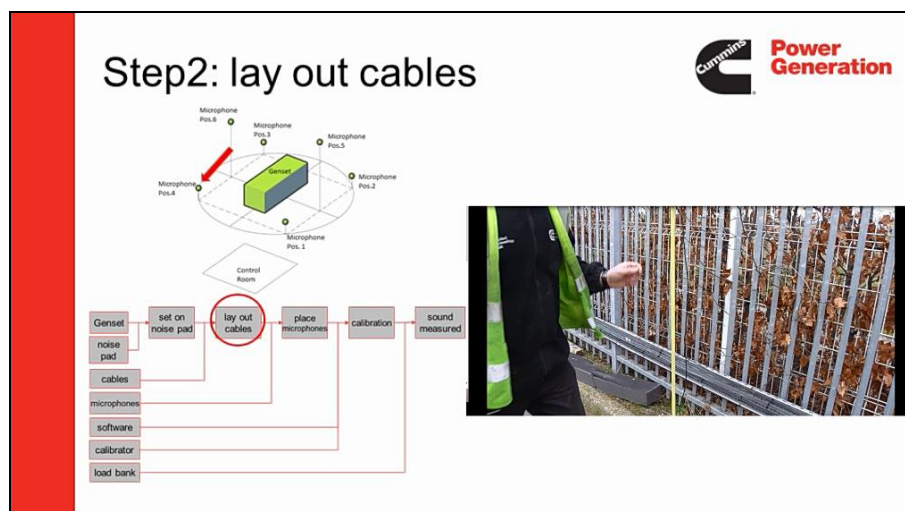 Step2: lay out cables
Cummins
Power
Generation
Microphone
Pos.6
Microphone
Pos.3
Microphone
Pos.5
Genset
Microphone
Pos.4
Microphone
Pos.2
Microphone
Pos. 1
Control
Room
Genset
set on
noise pad
lay out
cables
place
microphones
calibration
sound
measured
noise
pad
cables
microphones
software
calibrator
load bank